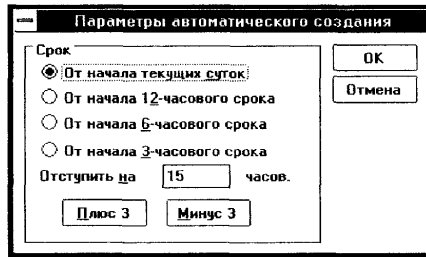 Параметры автоматического создания
Срок
От начала текущих суток
От начала 12-часового срока
От начала 6-часового срока
От начала 3-часового срока
Отступить на 15 часов.
Плюс 3 Минус 3
OK
Отмена